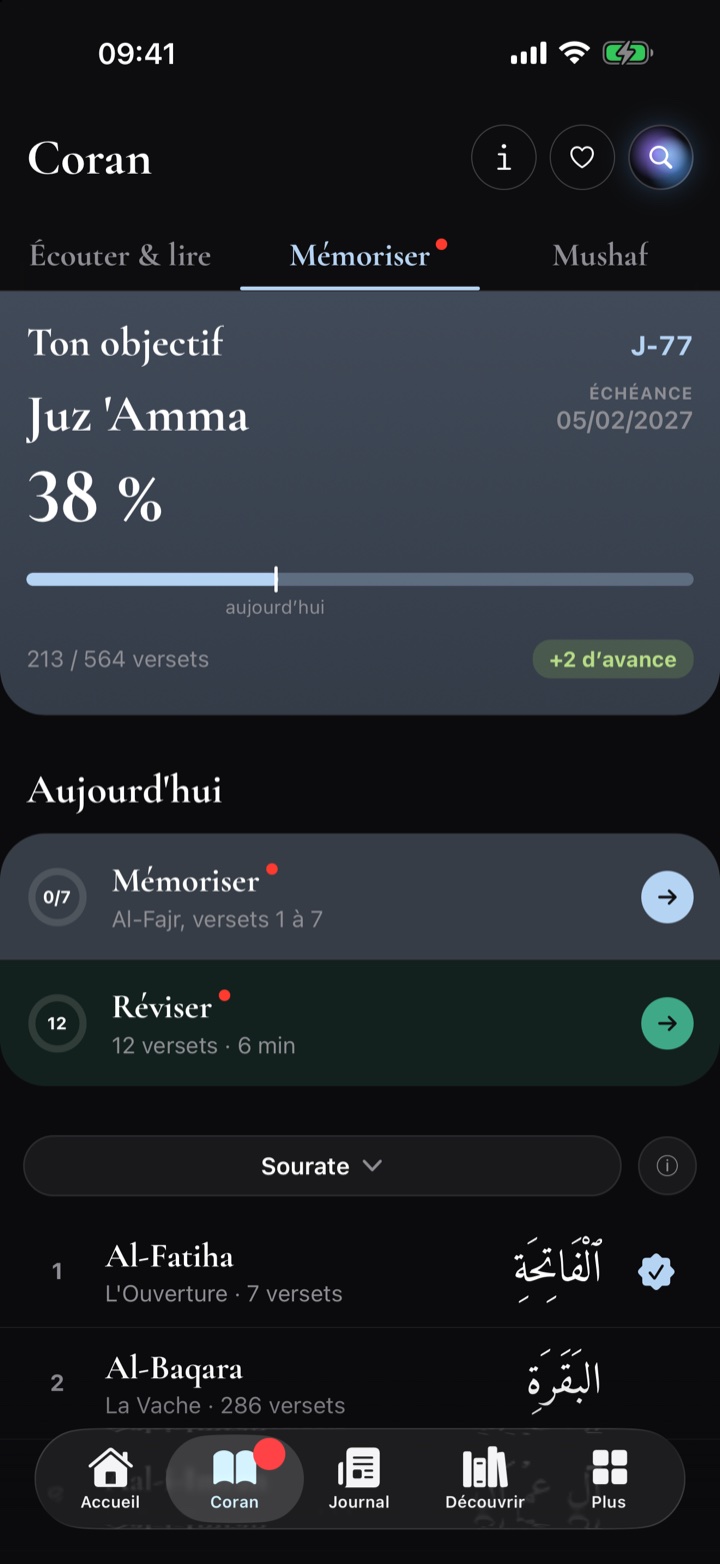 09:41
Coran
Écouter & lire
Mémoriser
Mushaf
Ton objectif
J-77
Juz 'Amma
ÉCHÉANCE
05/02/2027
38 %
aujourd’hui
213 / 564 versets
+2 d’avance
Aujourd'hui
0/7
Mémoriser
Al-Fajr, versets 1 à 7
12
Réviser
12 versets · 6 min
Sourate
1
Al-Fatiha
ٱلْفَاتِحَةِ
L'Ouverture · 7 versets
2
Al-Baqara
البَقَرَةِ
La Vache · 286 versets
Accueil
Coran
Journal
Découvrir
Plus